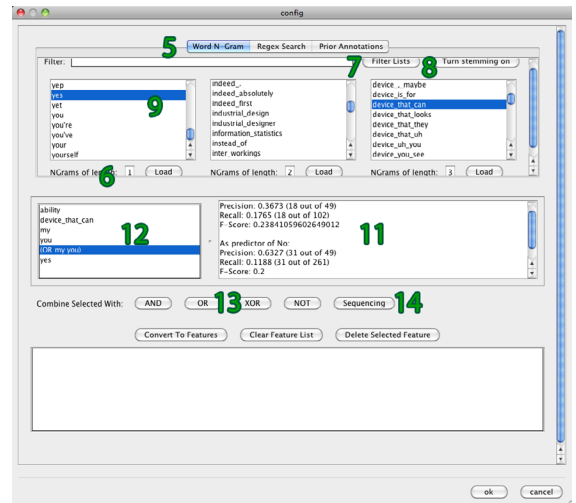 config
5 Word N-Gram Regex Search Prior Annotations
Filter: 7 Filter Lists 8 Turn stemming on
yep
yes
yet
you
you're
you've
your
yourself
9
indeed_,
indeed_absolutely
indeed_first
industrial_design
industrial_designer
information_statistics
instead_of
inter_workings
device_,_maybe
device_is_for
device_that_can
device_that_looks
device_that_they
device_that_uh
device_uh_you
device_you_see
6 NGrams of length: 1 Load NGrams of length: 2 Load NGrams of length: 3 Load
ability
device_that_can
my
you
(OR my you)
yes
12
Precision: 0.3673 (18 out of 49)
Recall: 0.1765 (18 out of 102)
F-Score: 0.23841059602649012
As predictor of No:
Precision: 0.6327 (31 out of 49)
Recall: 0.1188 (31 out of 261)
F-Score: 0.2
11
Combine Selected With: AND OR 13 XOR NOT Sequencing 14
Convert To Features Clear Feature List Delete Selected Feature
ok cancel